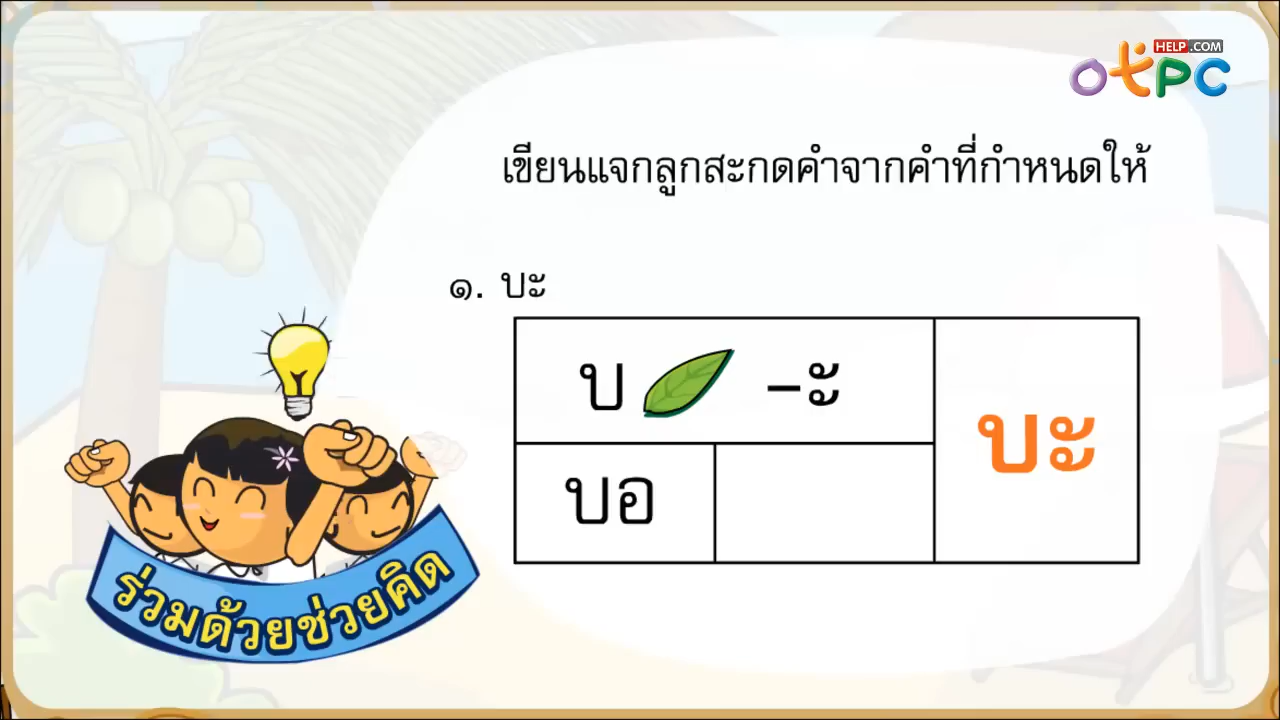 HELP.COM
OTPC
เขียนแจกลูกสะกดคำจากคำที่กำหนดให้
๑. บะ
บ -ะ
บะ
บอ
ร่วมด้วยช่วยคิด